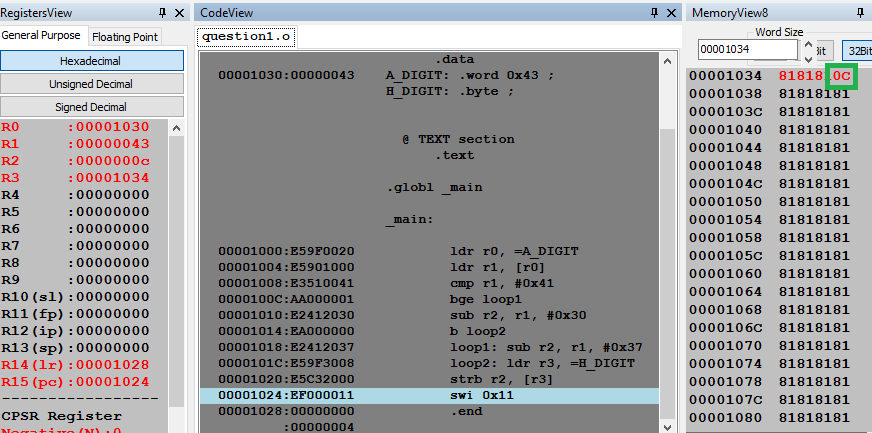 RegistersView
General Purpose Floating Point
Hexadecimal
Unsigned Decimal
Signed Decimal
R0 :00001030
R1 :00000043
R2 :0000000c
R3 :00001034
R4 :00000000
R5 :00000000
R6 :00000000
R7 :00000000
R8 :00000000
R9 :00000000
R10(sl):00000000
R11(fp):00000000
R12(ip):00000000
R13(sp):00000000
R14(lr):00001028
R15(pc):00001024
-----------------
CPSR Register
Negative(N):0
CodeView
question1.o
.data
00001030:00000043 A_DIGIT: .word 0x43 ;
H_DIGIT: .byte ;
@ TEXT section
.text
.globl _main
_main:
00001000:E59F0020 ldr r0, =A_DIGIT
00001004:E5901000 ldr r1, [r0]
00001008:E3510041 cmp r1, #0x41
0000100C:AA000001 bge loop1
00001010:E2412030 sub r2, r1, #0x30
00001014:EA000000 b loop2
00001018:E2412037 loop1: sub r2, r1, #0x37
0000101C:E59F3008 loop2: ldr r3, =H_DIGIT
00001020:E5C32000 strb r2, [r3]
00001024:EF000011 swi 0x11
00001028:00000000 .end
:00000004
MemoryView8
Word Size
00001034 Bit 32Bit
00001034 8181810C
00001038 81818181
0000103C 81818181
00001040 81818181
00001044 81818181
00001048 81818181
0000104C 81818181
00001050 81818181
00001054 81818181
00001058 81818181
0000105C 81818181
00001060 81818181
00001064 81818181
00001068 81818181
0000106C 81818181
00001070 81818181
00001074 81818181
00001078 81818181
0000107C 81818181
00001080 81818181